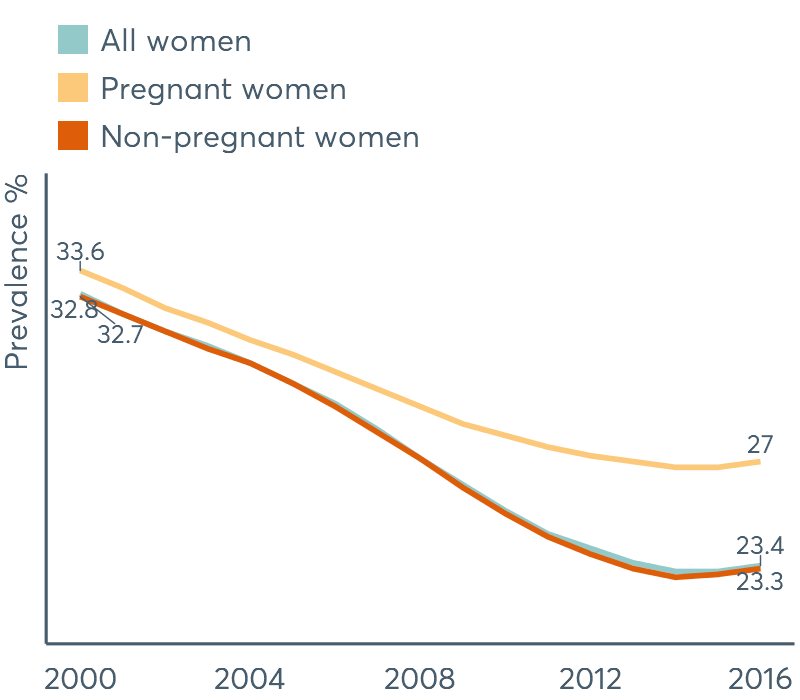 All women
Pregnant women
Non-pregnant women
Prevalence %
33.6
32.8
32.7
27
23.4
23.3
2000 2004 2008 2012 2016